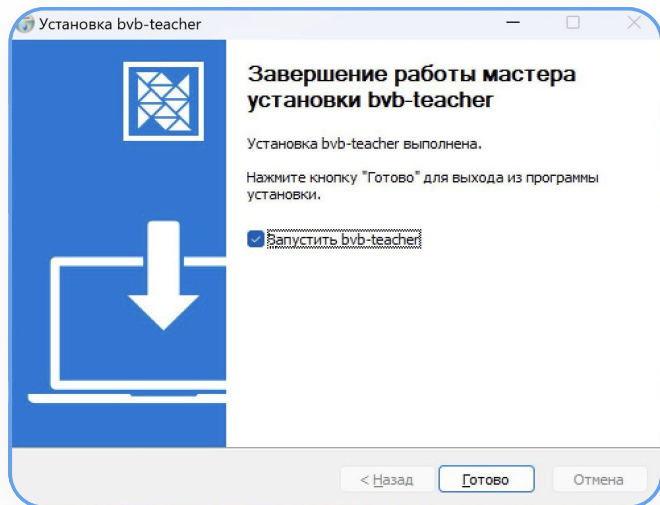 Установка bvb-teacher
Завершение работы мастера
установки bvb-teacher
Установка bvb-teacher выполнена.
Нажмите кнопку "Готово" для выхода из программы
установки.
Запустить bvb-teacher
< Назад
Готово
Отмена